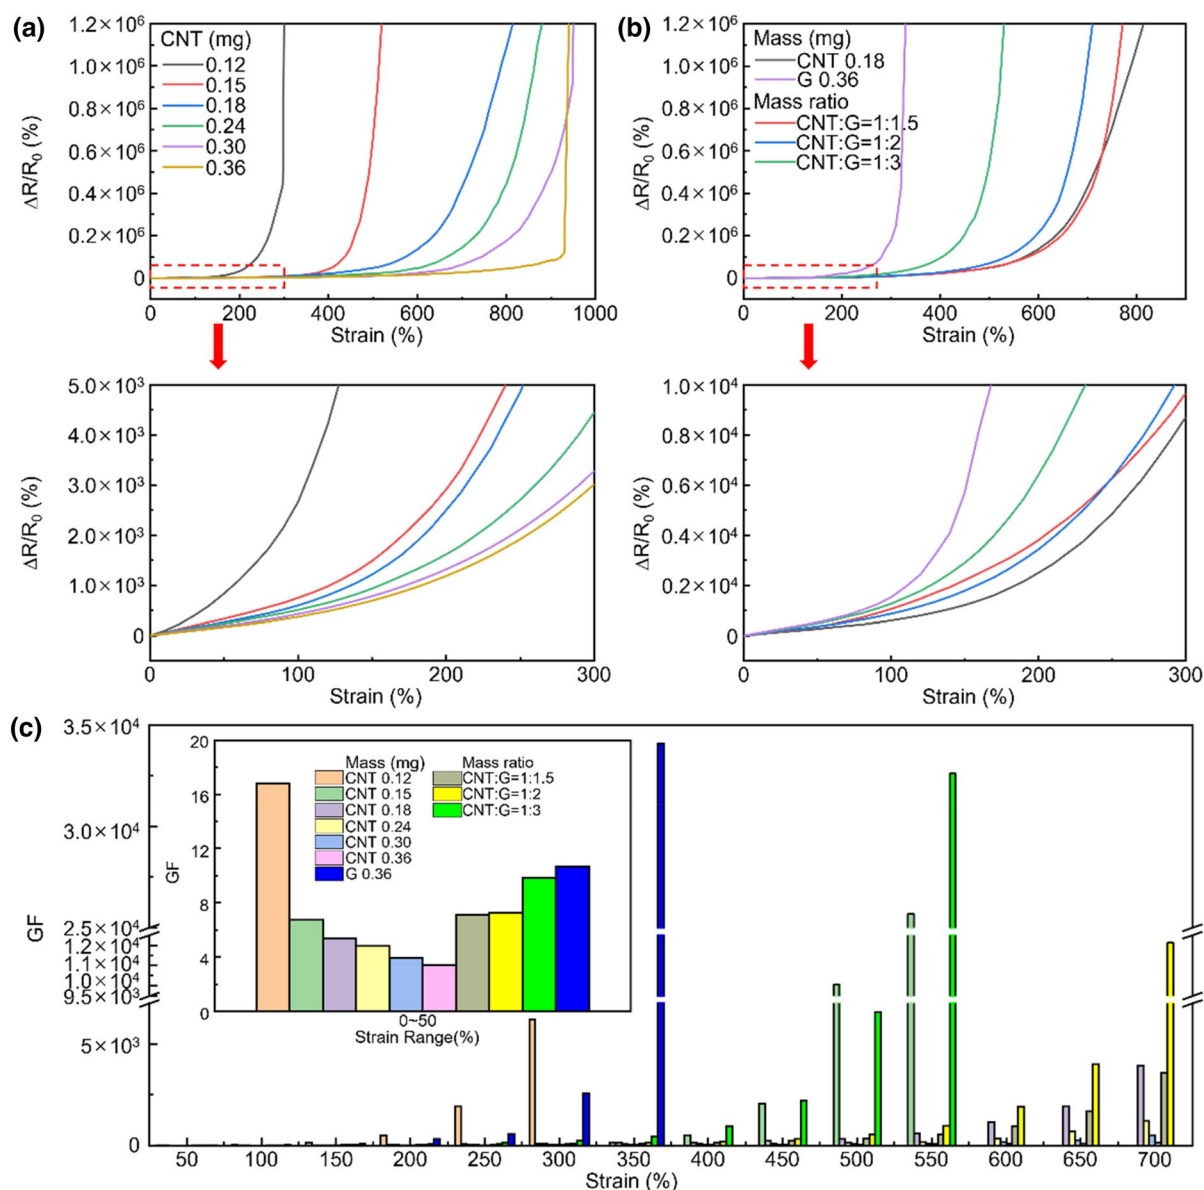 (a)
1.2×10⁶
1.0×10⁶
0.8×10⁶
0.6×10⁶
0.4×10⁶
0.2×10⁶
0
ΔR/R₀ (%)
CNT (mg)
0.12
0.15
0.18
0.24
0.30
0.36
0 200 400 600 800 1000
Strain (%)
(b)
1.2×10⁶
1.0×10⁶
0.8×10⁶
0.6×10⁶
0.4×10⁶
0.2×10⁶
0
ΔR/R₀ (%)
Mass (mg)
CNT 0.18
G 0.36
Mass ratio
CNT:G=1:1.5
CNT:G=1:2
CNT:G=1:3
0 200 400 600 800
Strain (%)
5.0×10³
4.0×10³
3.0×10³
2.0×10³
1.0×10³
0
ΔR/R₀ (%)
0 100 200 300
Strain (%)
1.0×10⁴
0.8×10⁴
0.6×10⁴
0.4×10⁴
0.2×10⁴
0
ΔR/R₀ (%)
0 100 200 300
Strain (%)
(c)
3.5×10⁴
3.0×10⁴
2.5×10⁴
1.2×10⁴
1.1×10⁴
1.0×10⁴
9.5×10³
5×10³
0
GF
20
16
12
8
4
0
GF
Mass (mg)
CNT 0.12
CNT 0.15
CNT 0.18
CNT 0.24
CNT 0.30
CNT 0.36
G 0.36
Mass ratio
CNT:G=1:1.5
CNT:G=1:2
CNT:G=1:3
0~50
Strain Range(%)
50 100 150 200 250 300 350 400 450 500 550 600 650 700
Strain (%)